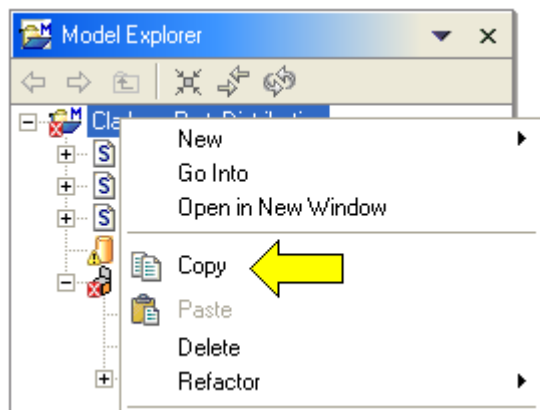 Model Explorer
New
Go Into
Open in New Window
Copy
Paste
Delete
Refactor